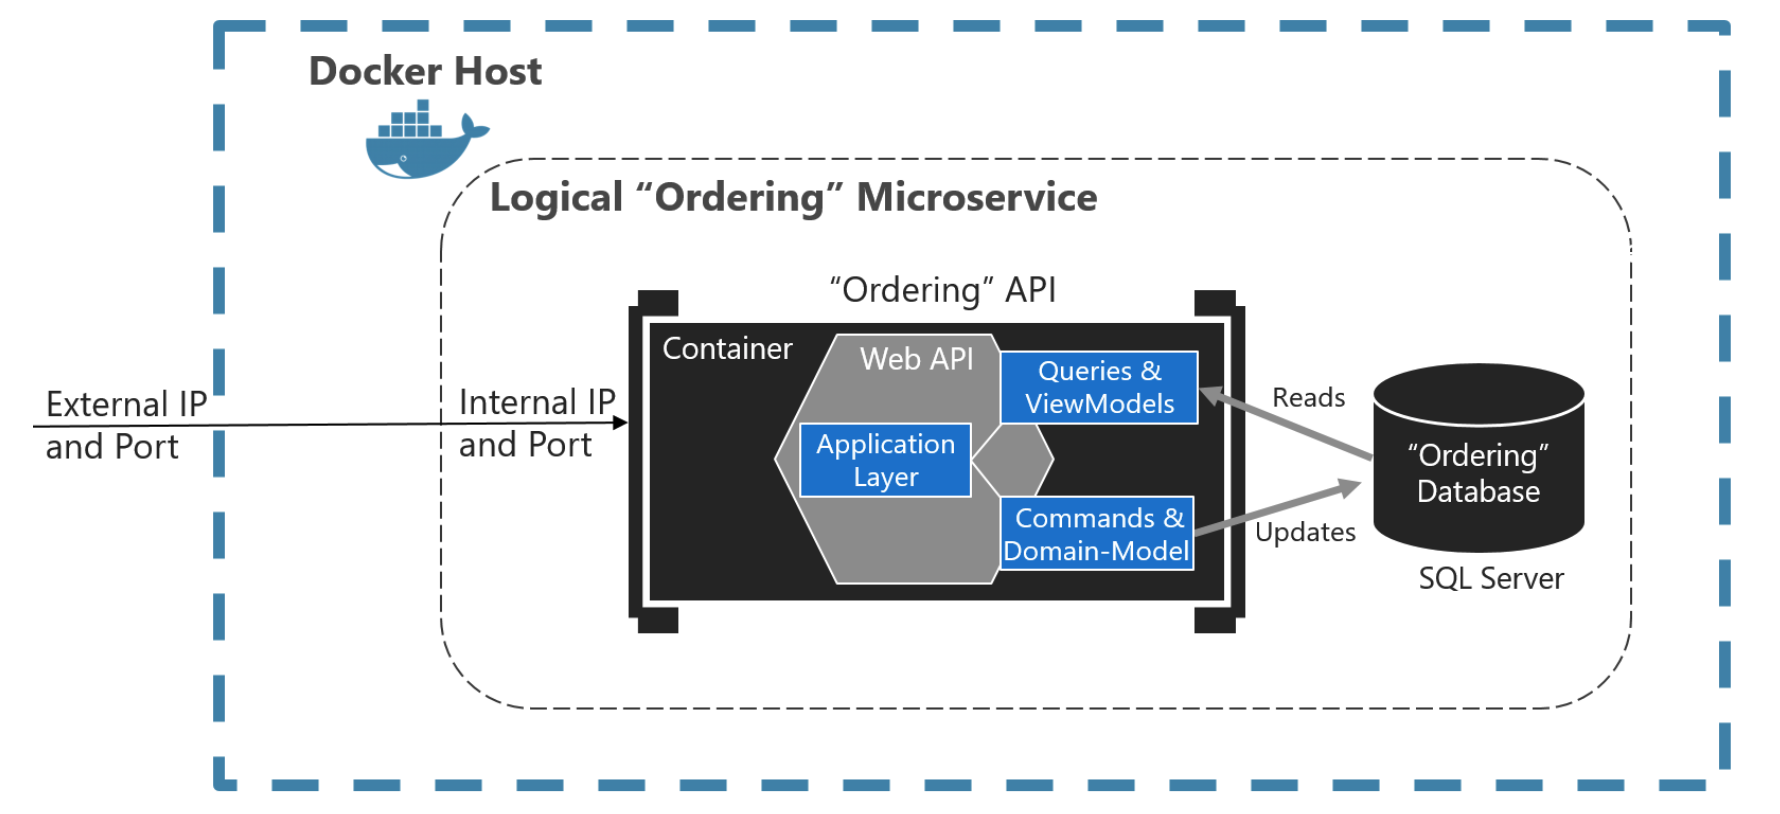 Docker Host
Logical “Ordering” Microservice
“Ordering” API
Container
Web API
Queries &
ViewModels
Application
Layer
Commands &
Domain-Model
External IP
and Port
Internal IP
and Port
Reads
Updates
“Ordering”
Database
SQL Server